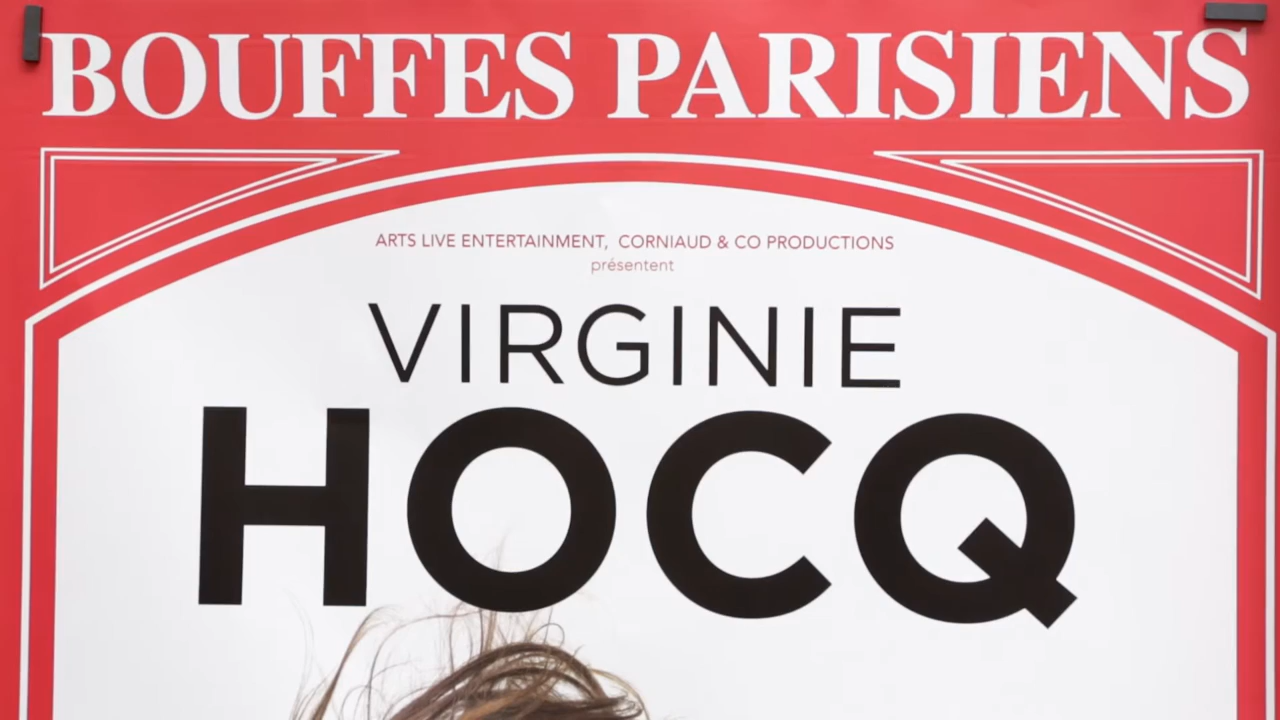 BOUFFES PARISIENS
ARTS LIVE ENTERTAINMENT, CORNIAUD & CO PRODUCTIONS
présentent
VIRGINIE
HOCQ